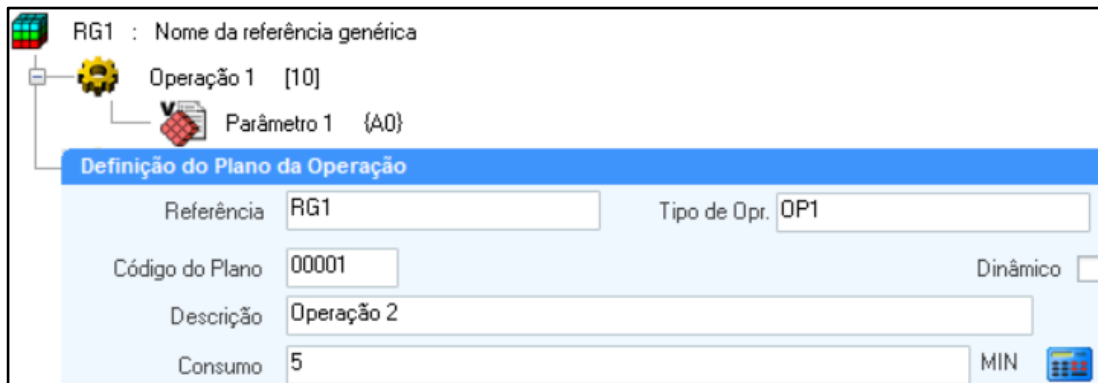 RG1 : Nome da referência genérica
Operação 1 [10]
Parâmetro 1 {A0}
Definição do Plano da Operação
Referência RG1 Tipo de Opr. OP1
Código do Plano 00001 Dinâmico
Descrição Operação 2
Consumo 5 MIN